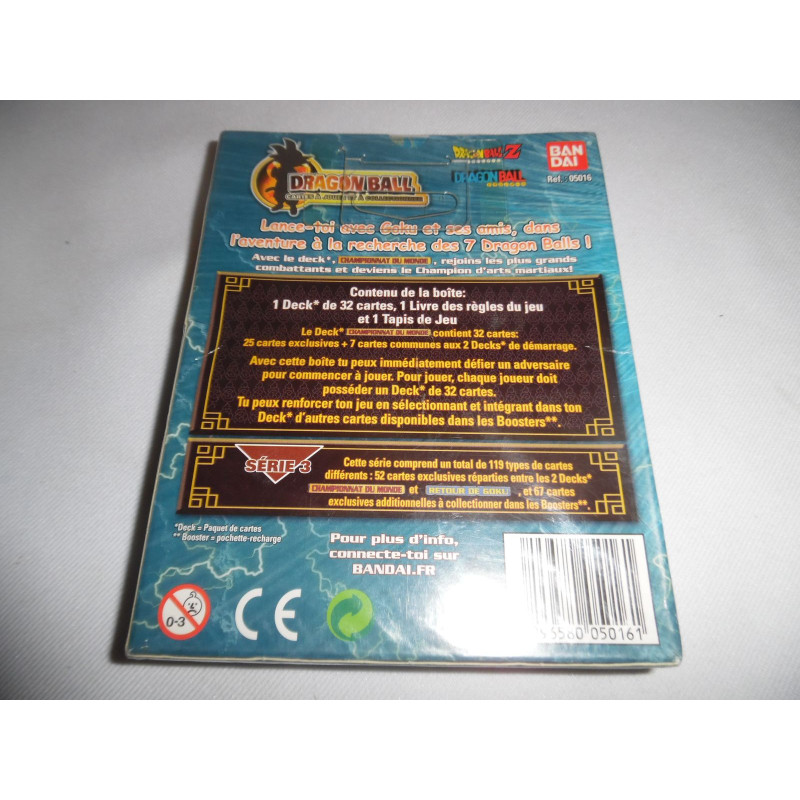 DRAGON BALL
CARTES À JOUER ET À COLLECTIONNER
DRAGON BALL Z
DRAGON BALL
BAN
DAI
Ref.: 05016
Lance-toi avec Goku et ses amis, dans
l'aventure à la recherche des 7 Dragon Balls !
Avec le deck*, CHAMPIONNAT DU MONDE, rejoins les plus grands
combattants et deviens le Champion d'arts martiaux!
Contenu de la boîte:
1 Deck* de 32 cartes, 1 Livre des règles du jeu
et 1 Tapis de Jeu
Le Deck* CHAMPIONNAT DU MONDE contient 32 cartes:
25 cartes exclusives + 7 cartes communes aux 2 Decks* de démarrage.
Avec cette boîte tu peux immédiatement défier un adversaire
pour commencer à jouer. Pour jouer, chaque joueur doit
posséder un Deck* de 32 cartes.
Tu peux renforcer ton jeu en sélectionnant et intégrant dans ton
Deck* d'autres cartes disponibles dans les Boosters**.
SÉRIE 3
Cette série comprend un total de 119 types de cartes
différents : 52 cartes exclusives réparties entre les 2 Decks*
CHAMPIONNAT DU MONDE et RETOUR DE GOKU, et 67 cartes
exclusives additionnelles à collectionner dans les Boosters**.
*Deck = Paquet de cartes
** Booster = pochette-recharge
Pour plus d'info,
connecte-toi sur
BANDAI.FR
0-3
CE
050161